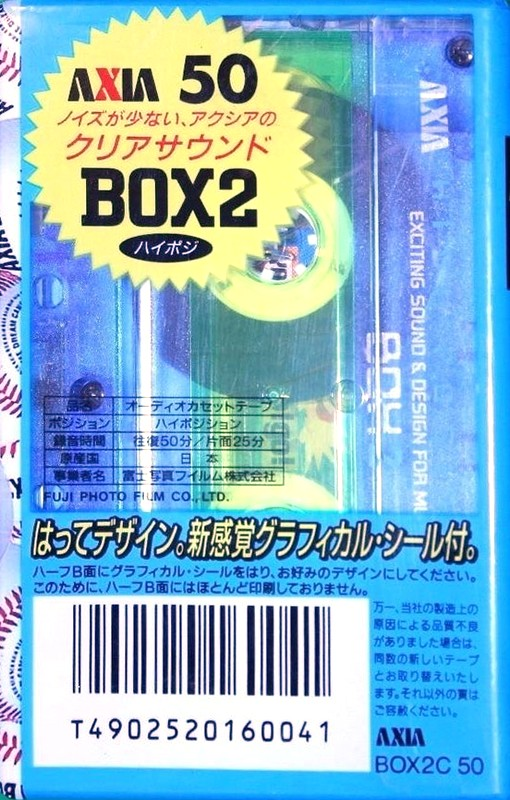 AXIA 50
ノイズが少ない、アクシアの
クリアサウンド
BOX2
ハイポジ
AXIA
EXCITING SOUND & DESIGN FOR MU
BOX
品名 オーディオカセットテープ
ポジション ハイポジション
録音時間 往復50分/片面25分
原産国 日本
事業者名 富士写真フイルム株式会社
FUJI PHOTO FILM CO., LTD.
はってデザイン。新感覚グラフィカル・シール付。
ハーフB面にグラフィカル・シールをはり、お好みのデザインにしてください。
このために、ハーフB面にはほとんど印刷しておりません。
T4902520160041
万一、当社の製造上の
原因による品質不良
がありました場合は、
同数の新しいテープ
とお取り替えいたし
ます。それ以外の責は
ご容赦ください。
AXIA
BOX2C 50